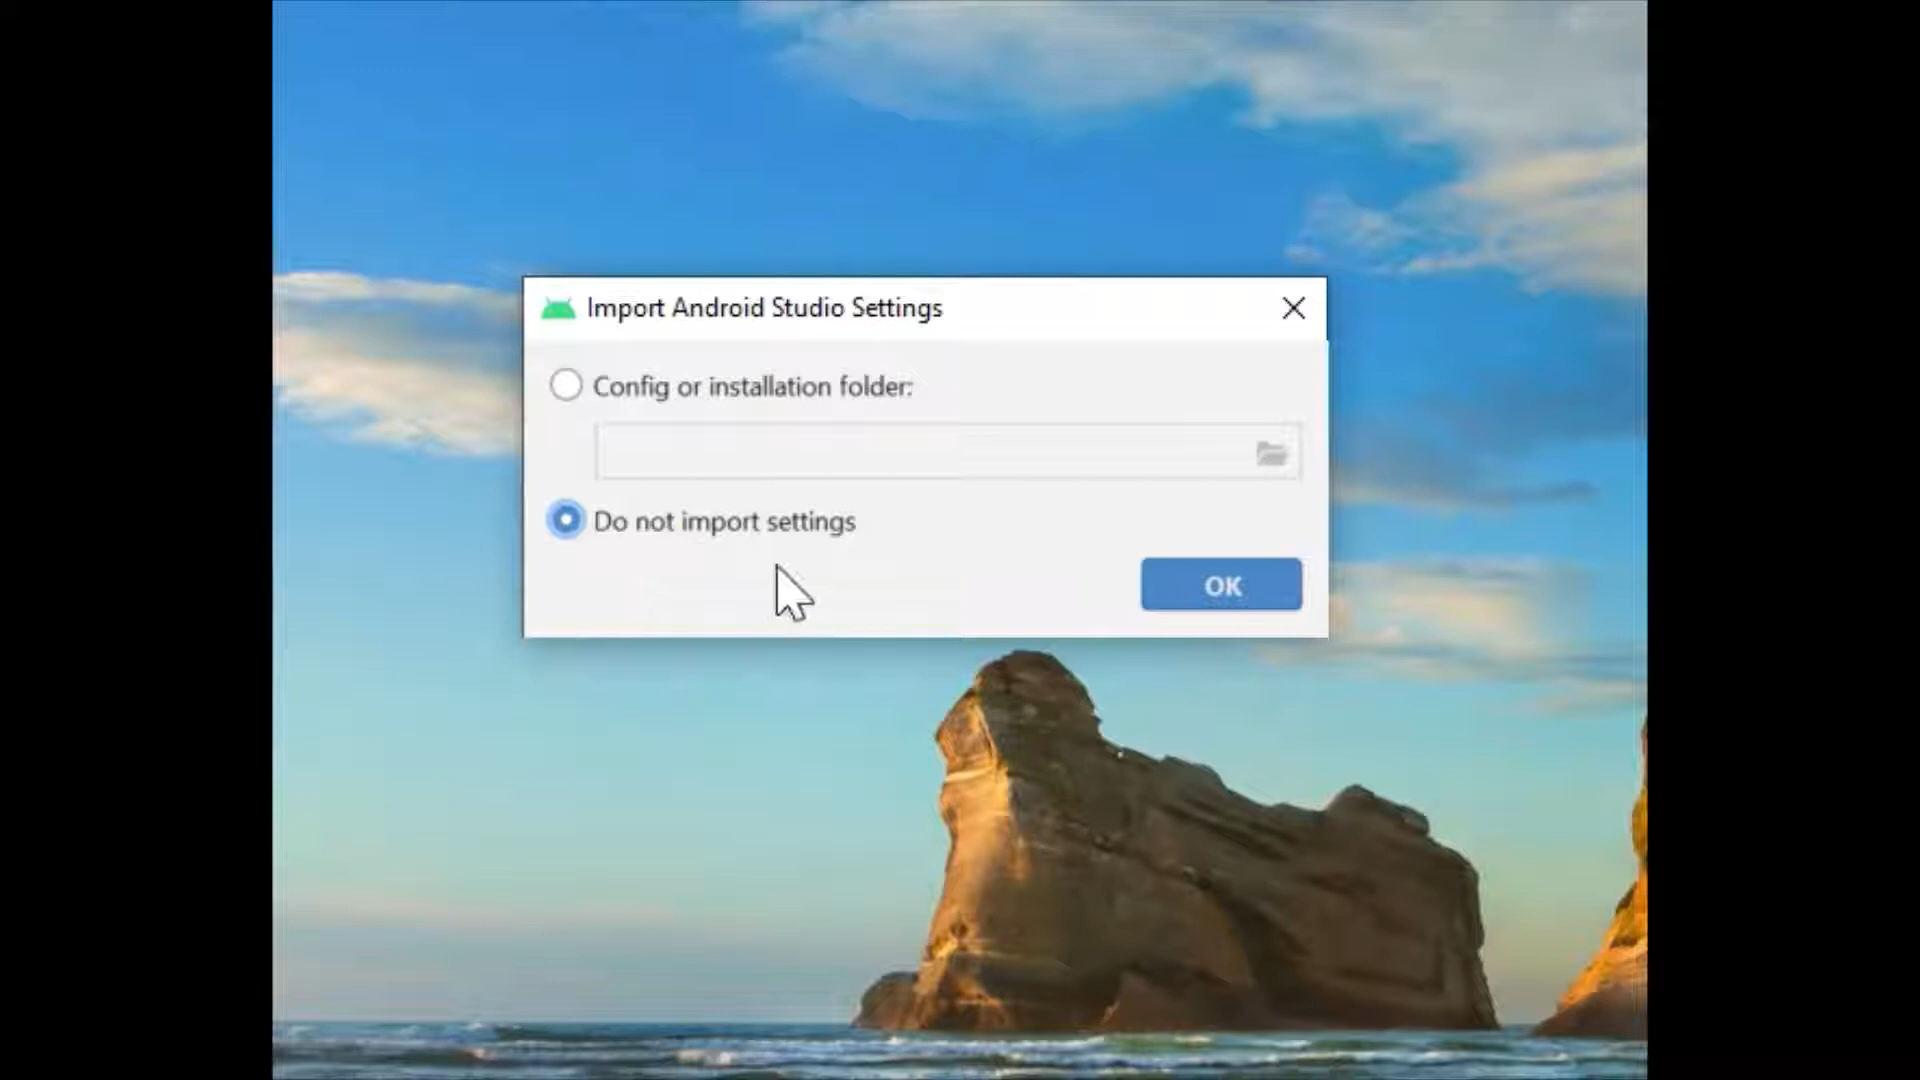 Import Android Studio Settings
Config or installation folder:
Do not import settings
OK